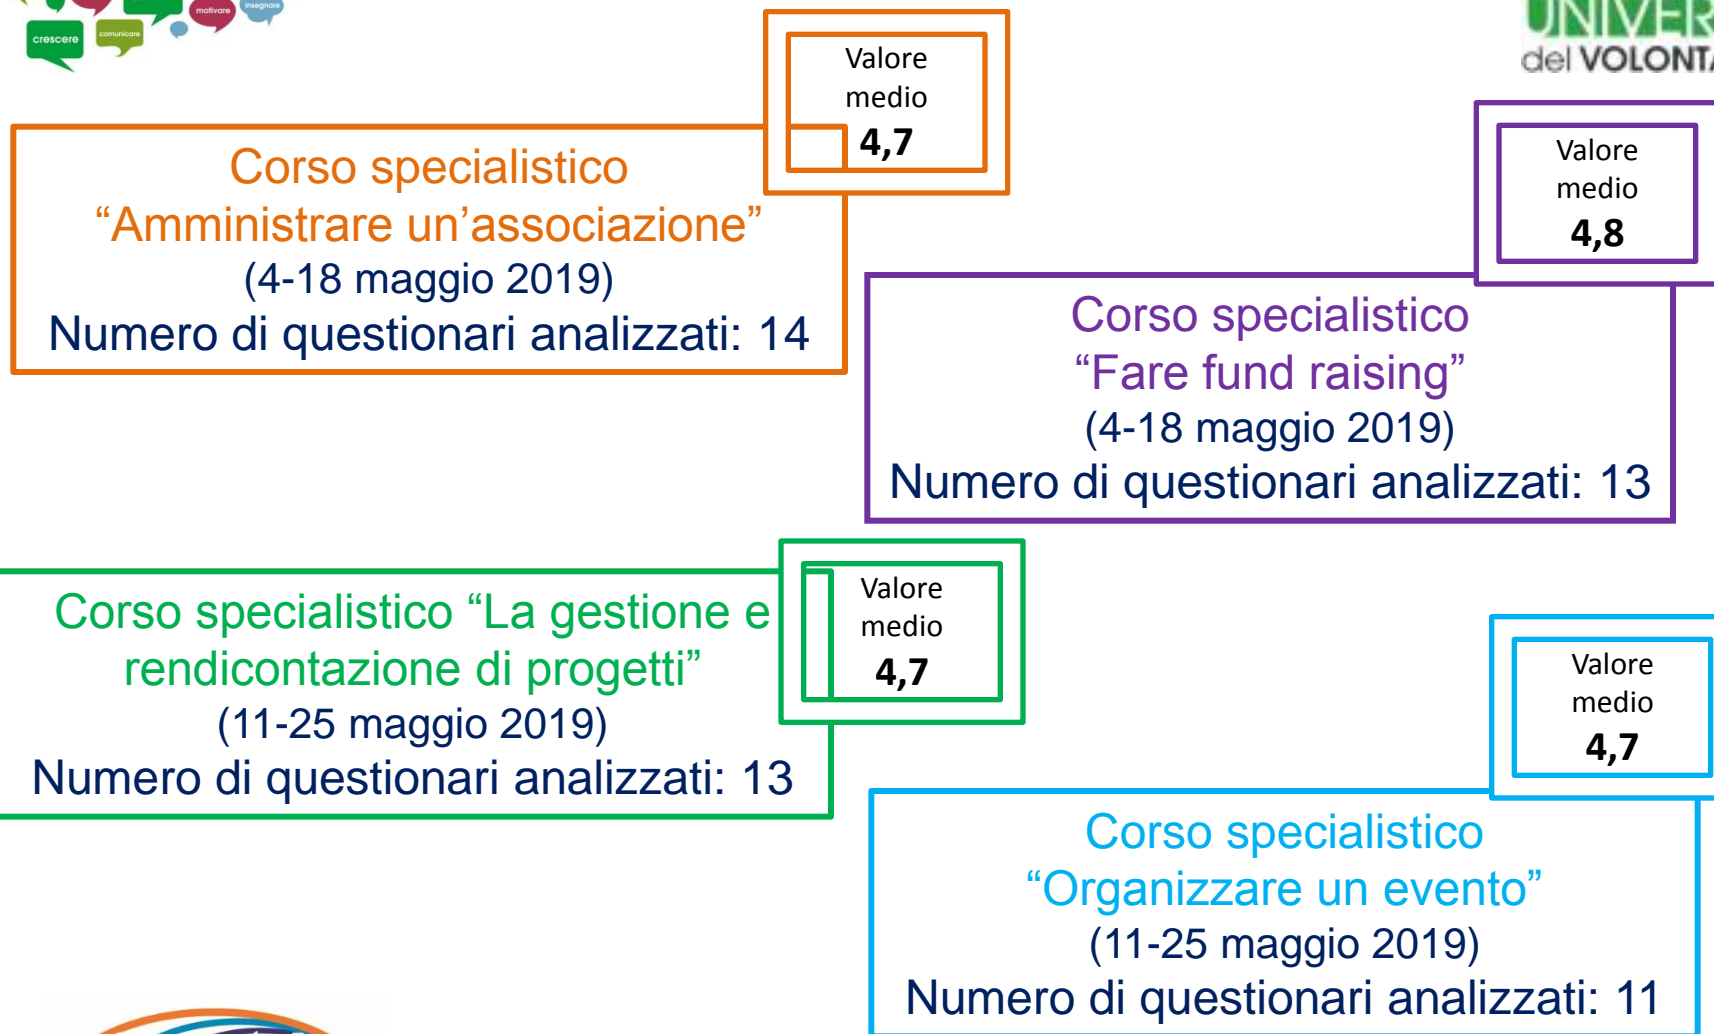 crescere
comunicare
motivare
insegnare
UNIVER
del VOLONTA
Valore
medio
4,7
Corso specialistico
“Amministrare un’associazione”
(4-18 maggio 2019)
Numero di questionari analizzati: 14
Valore
medio
4,8
Corso specialistico
“Fare fund raising”
(4-18 maggio 2019)
Numero di questionari analizzati: 13
Valore
medio
4,7
Corso specialistico “La gestione e
rendicontazione di progetti”
(11-25 maggio 2019)
Numero di questionari analizzati: 13
Valore
medio
4,7
Corso specialistico
“Organizzare un evento”
(11-25 maggio 2019)
Numero di questionari analizzati: 11